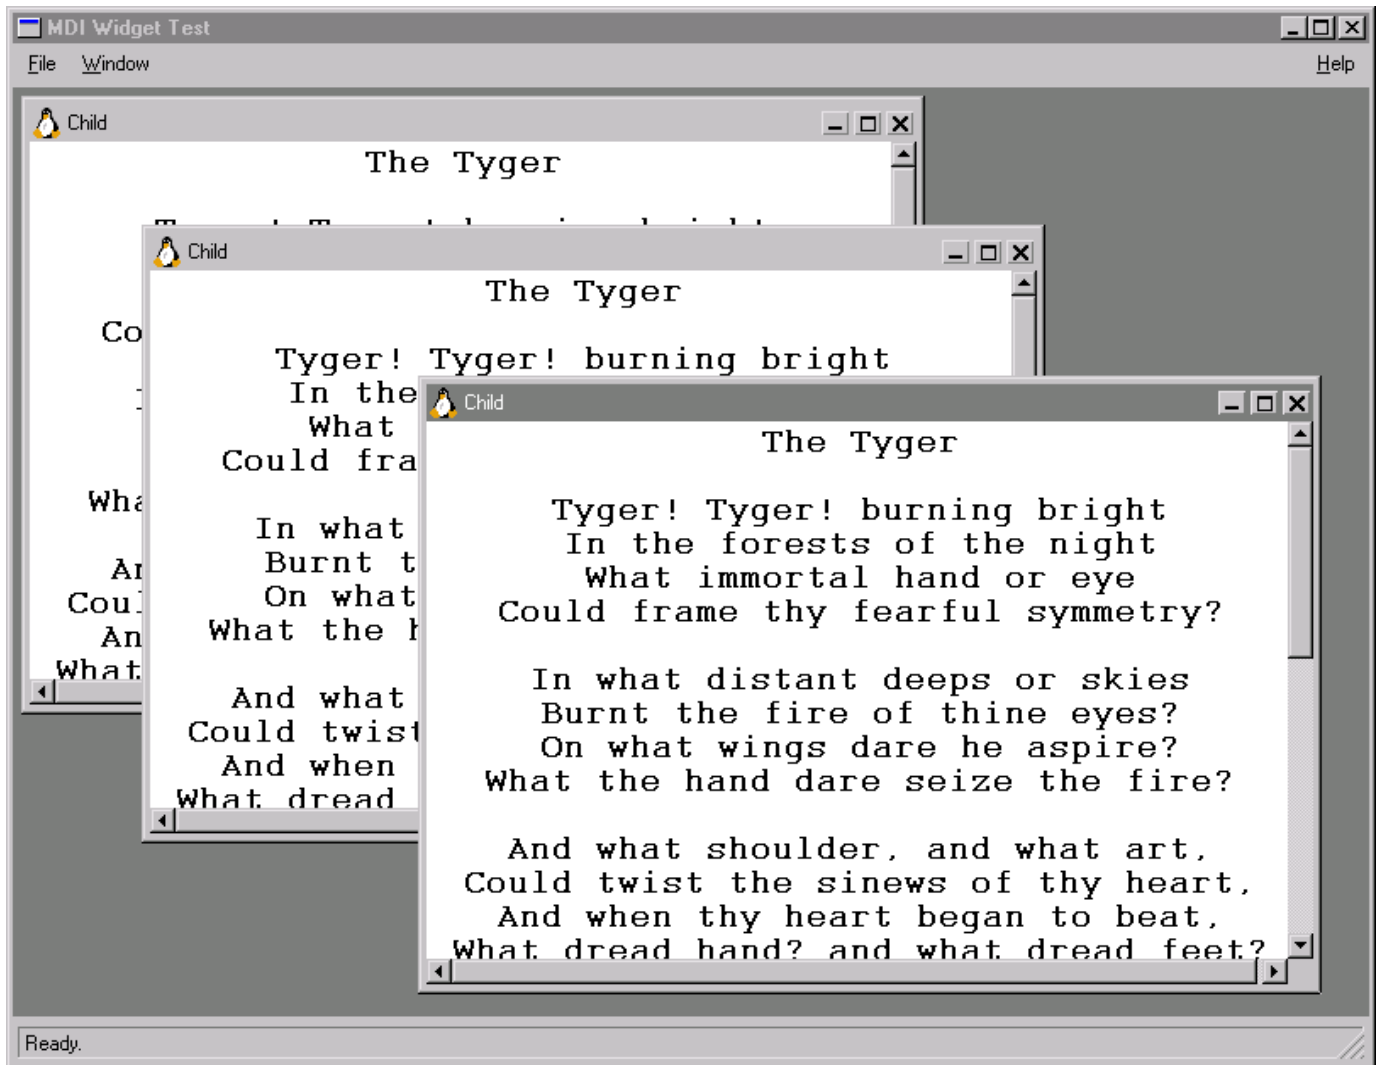 MDI Widget Test
File Window Help
Child
The Tyger
Child
The Tyger
Co
Tyger! Tyger! burning bright
In the
What
Could fra
In what
Burnt t
On what
What the h
And what
Could twist
And when
What dread
Child
The Tyger
Tyger! Tyger! burning bright
In the forests of the night
What immortal hand or eye
Could frame thy fearful symmetry?
In what distant deeps or skies
Burnt the fire of thine eyes?
On what wings dare he aspire?
What the hand dare seize the fire?
And what shoulder, and what art,
Could twist the sinews of thy heart,
And when thy heart began to beat,
What dread hand? and what dread feet?
Wha
An
Coul
An
What
Ready.